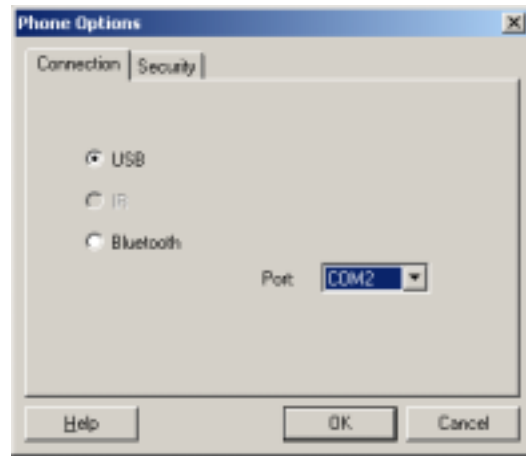 Phone Options
Connection Security
USB
IR
Bluetooth
Port: COM2
Help OK Cancel